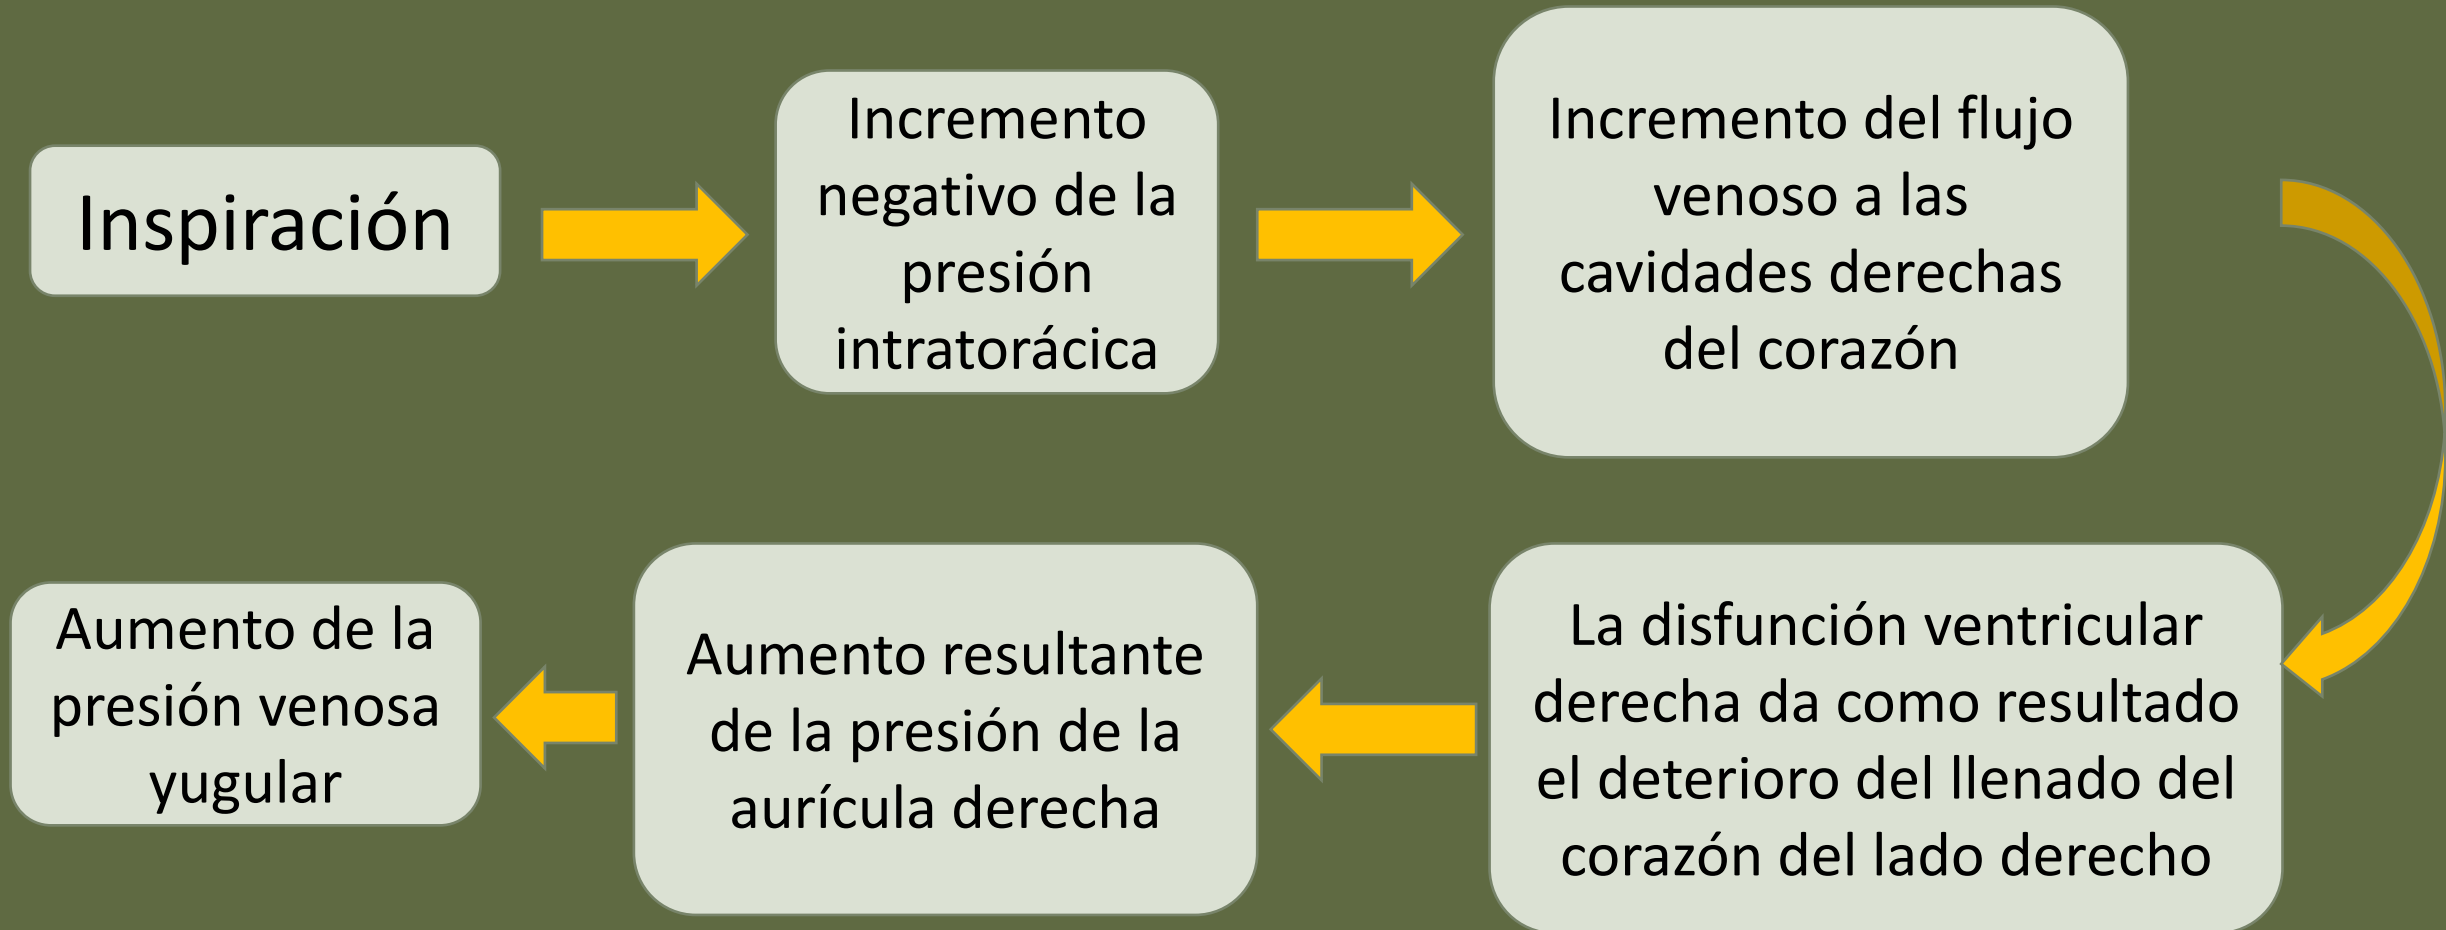 Inspiración
Incremento
negativo de la
presión
intratorácica
Incremento del flujo
venoso a las
cavidades derechas
del corazón
La disfunción ventricular
derecha da como resultado
el deterioro del llenado del
corazón del lado derecho
Aumento resultante
de la presión de la
aurícula derecha
Aumento de la
presión venosa
yugular